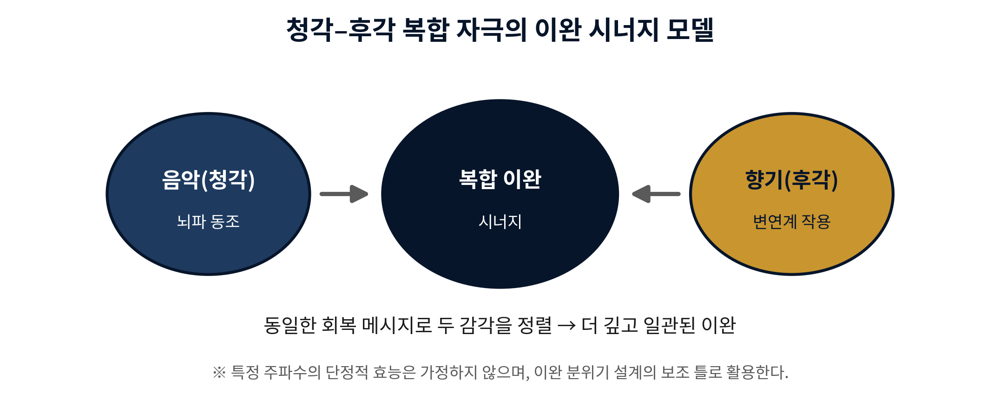 청각–후각 복합 자극의 이완 시너지 모델
음악(청각)
뇌파 동조
복합 이완
시너지
향기(후각)
변연계 작용
동일한 회복 메시지로 두 감각을 정렬 → 더 깊고 일관된 이완
※ 특정 주파수의 단정적 효능은 가정하지 않으며, 이완 분위기 설계의 보조 틀로 활용한다.